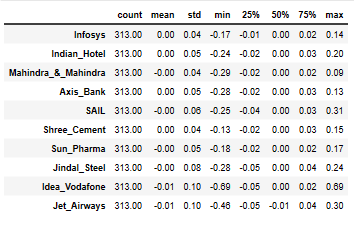 count mean std min 25% 50% 75% max
Infosys 313.00 0.00 0.04 -0.17 -0.01 0.00 0.02 0.14
Indian_Hotel 313.00 0.00 0.05 -0.24 -0.02 0.00 0.03 0.20
Mahindra_&_Mahindra 313.00 -0.00 0.04 -0.29 -0.02 0.00 0.02 0.09
Axis_Bank 313.00 0.00 0.05 -0.28 -0.02 0.00 0.03 0.13
SAIL 313.00 -0.00 0.06 -0.25 -0.04 0.00 0.03 0.31
Shree_Cement 313.00 0.00 0.04 -0.13 -0.02 0.00 0.03 0.15
Sun_Pharma 313.00 -0.00 0.05 -0.18 -0.02 0.00 0.02 0.17
Jindal_Steel 313.00 -0.00 0.08 -0.28 -0.05 0.00 0.04 0.24
Idea_Vodafone 313.00 -0.01 0.10 -0.69 -0.05 0.00 0.02 0.69
Jet_Airways 313.00 -0.01 0.10 -0.46 -0.05 -0.01 0.04 0.30